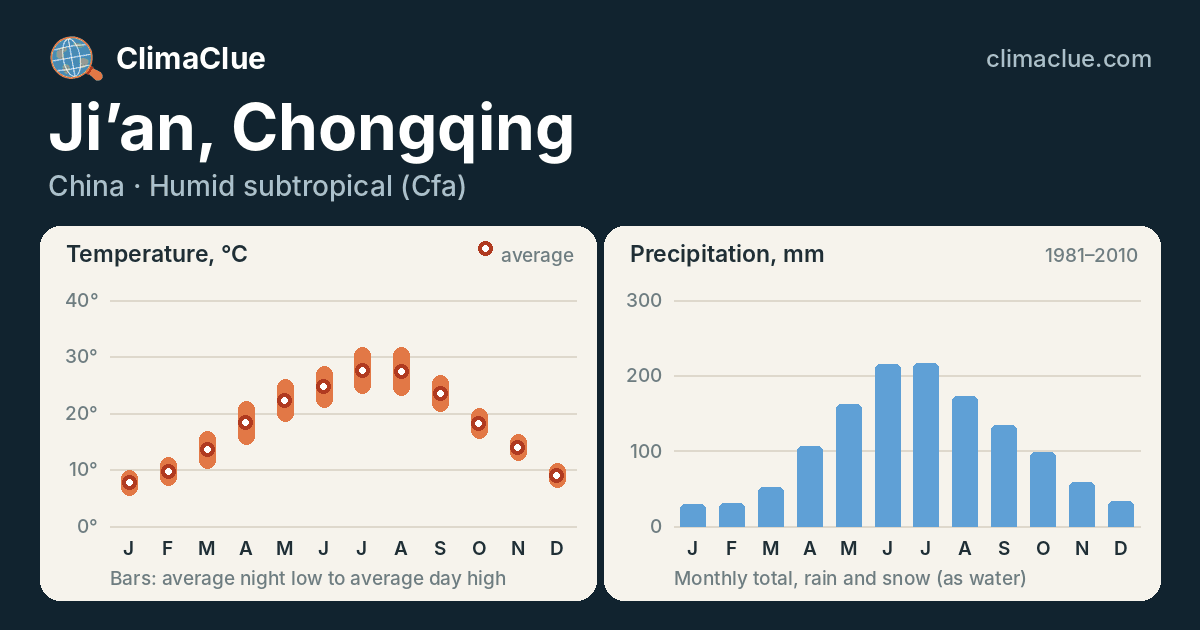 ClimaClue
climaclue.com
Ji’an, Chongqing
China · Humid subtropical (Cfa)
Temperature, °C
average
40°
30°
20°
10°
0°
J F M A M J J A S O N D
Bars: average night low to average day high
Precipitation, mm
1981–2010
300
200
100
0
J F M A M J J A S O N D
Monthly total, rain and snow (as water)